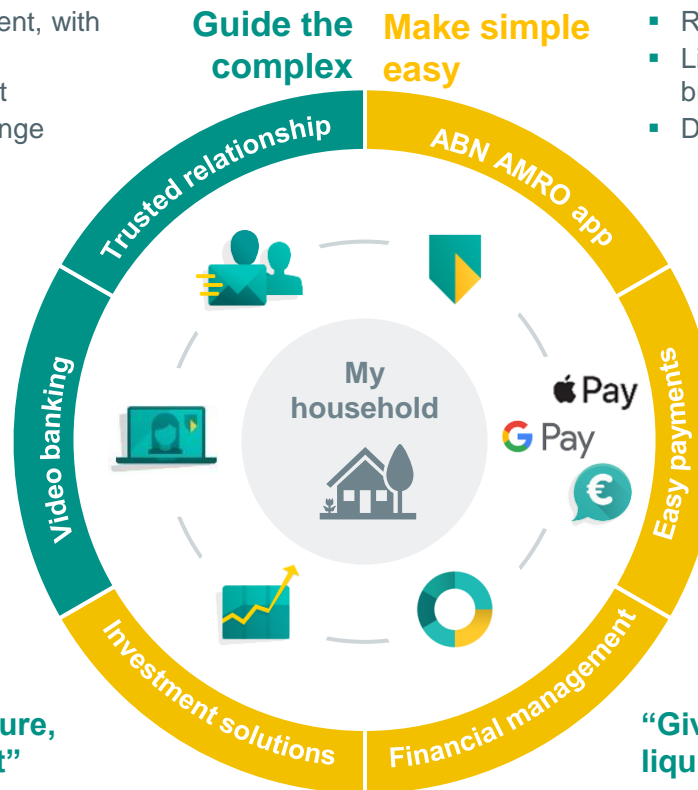 ent, with
t
nge
Guide the
complex
Make simple
easy
R
Li
b
D
Trusted relationship
ABN AMRO app
Video banking
My
household
Pay
G Pay
€
Easy payments
Investment solutions
Financial management
ure,
t”
“Giv
liqu